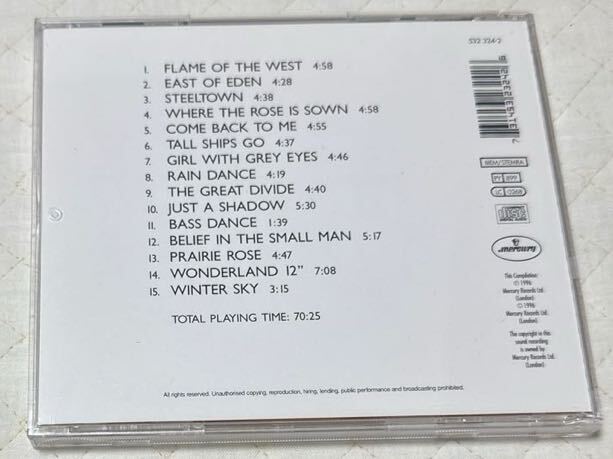 532 324-2
1. FLAME OF THE WEST 4:58
2. EAST OF EDEN 4:28
3. STEELTOWN 4:38
4. WHERE THE ROSE IS SOWN 4:58
5. COME BACK TO ME 4:55
6. TALL SHIPS GO 4:37
7. GIRL WITH GREY EYES 4:46
8. RAIN DANCE 4:19
9. THE GREAT DIVIDE 4:40
10. JUST A SHADOW 5:30
11. BASS DANCE 1:39
12. BELIEF IN THE SMALL MAN 5:17
13. PRAIRIE ROSE 4:47
14. WONDERLAND 12" 7:08
15. WINTER SKY 3:15
TOTAL PLAYING TIME: 70:25
BIEM/STEMRA
PY 899
LC 0268
COMPACT
disc
DIGITAL AUDIO
mercury
This Compilation:
Ⓟ 1996
Mercury Records Ltd
(London).
© 1996
Mercury Records Ltd.
(London).
The copyright in this
sound recording
is owned by
Mercury Records Ltd.
(London).
All rights reserved. Unauthorised copying, reproduction, hiring, lending, public performance and broadcasting prohibited.